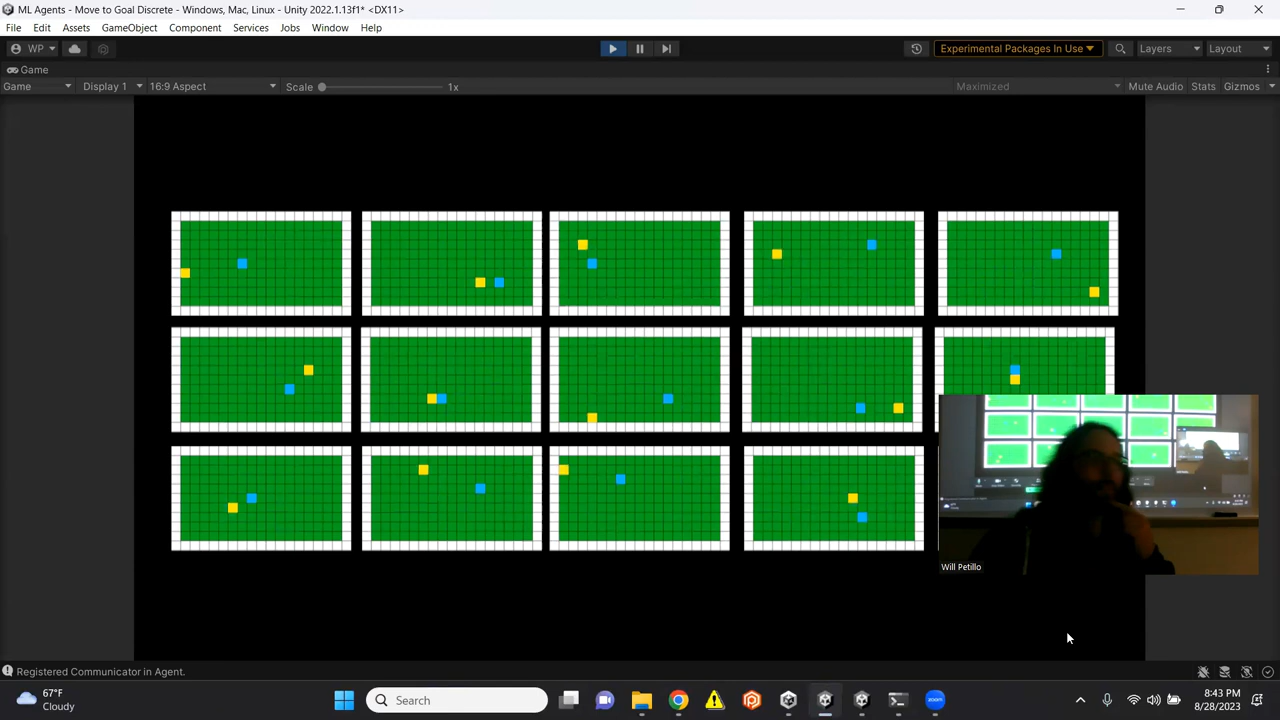 ML Agents - Move to Goal Discrete - Windows, Mac, Linux - Unity 2022.1.13f1* <DX11>
File Edit Assets GameObject Component Services Jobs Window Help
WP Experimental Packages In Use Layers Layout
Game
Game Display 1 16:9 Aspect Scale 1x Maximized Mute Audio Stats Gizmos
Will Petillo
Registered Communicator in Agent.
67°F
Cloudy
Search
zoom
8:43 PM
8/28/2023